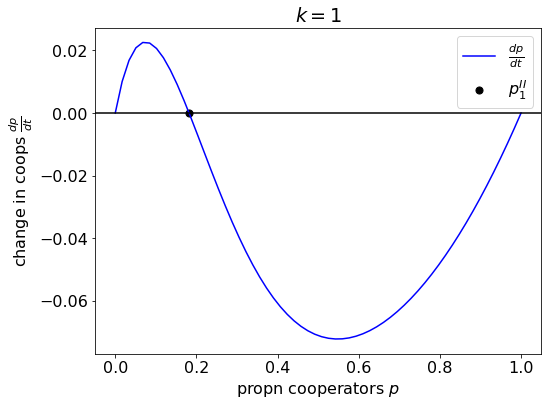 k = 1
dp/dt
p_1^{II}
0.02
0.00
−0.02
−0.04
−0.06
change in coops dp/dt
0.0 0.2 0.4 0.6 0.8 1.0
propn cooperators p